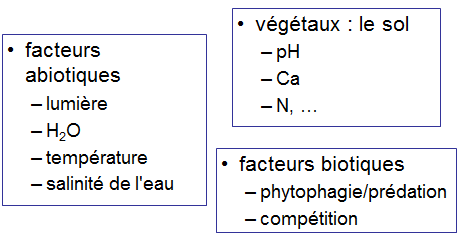 • facteurs
abiotiques
– lumière
– H₂O
– température
– salinité de l'eau
• végétaux : le sol
– pH
– Ca
– N, …
• facteurs biotiques
– phytophagie/prédation
– compétition